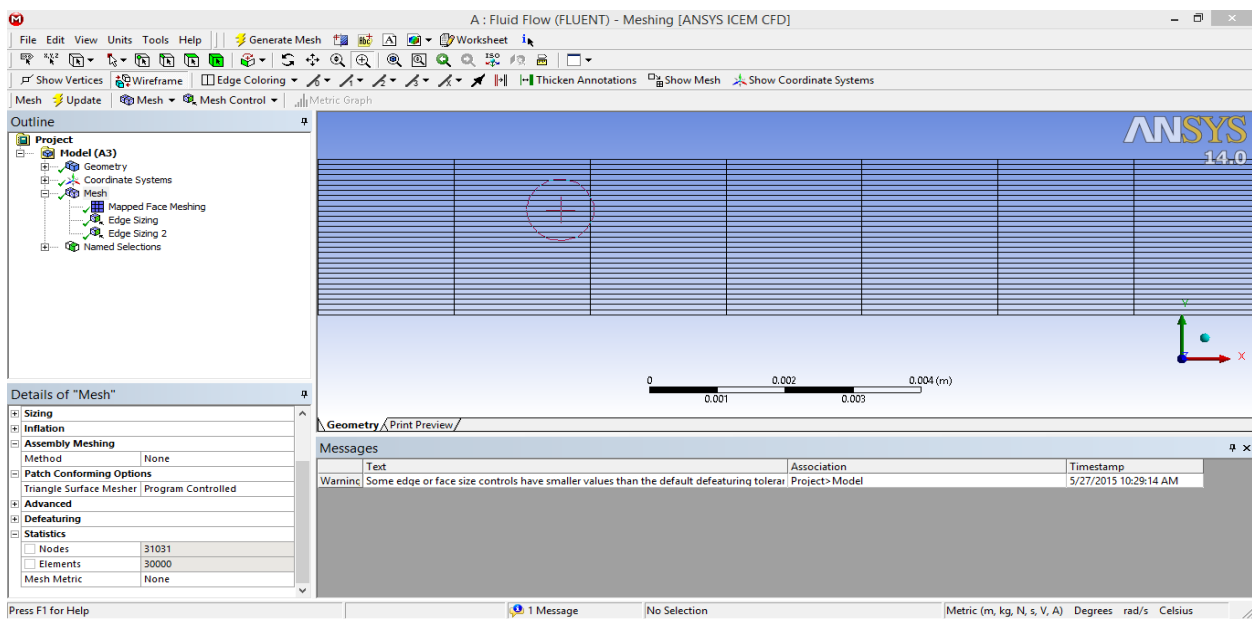 A : Fluid Flow (FLUENT) - Meshing [ANSYS ICEM CFD]
File Edit View Units Tools Help Generate Mesh Worksheet
Show Vertices Wireframe Edge Coloring Thicken Annotations Show Mesh Show Coordinate Systems
Mesh Update Mesh Mesh Control Metric Graph
Outline
Project
Model (A3)
Geometry
Coordinate Systems
Mesh
Mapped Face Meshing
Edge Sizing
Edge Sizing 2
Named Selections
ANSYS
14.0
Y
X
0 0.002 0.004 (m)
0.001 0.003
Geometry Print Preview
Details of "Mesh"
Sizing
Inflation
Assembly Meshing
Method None
Patch Conforming Options
Triangle Surface Mesher Program Controlled
Advanced
Defeaturing
Statistics
Nodes 31031
Elements 30000
Mesh Metric None
Messages
Text Association Timestamp
Warninc Some edge or face size controls have smaller values than the default defeaturing tolerar Project>Model 5/27/2015 10:29:14 AM
Press F1 for Help 1 Message No Selection Metric (m, kg, N, s, V, A) Degrees rad/s Celsius